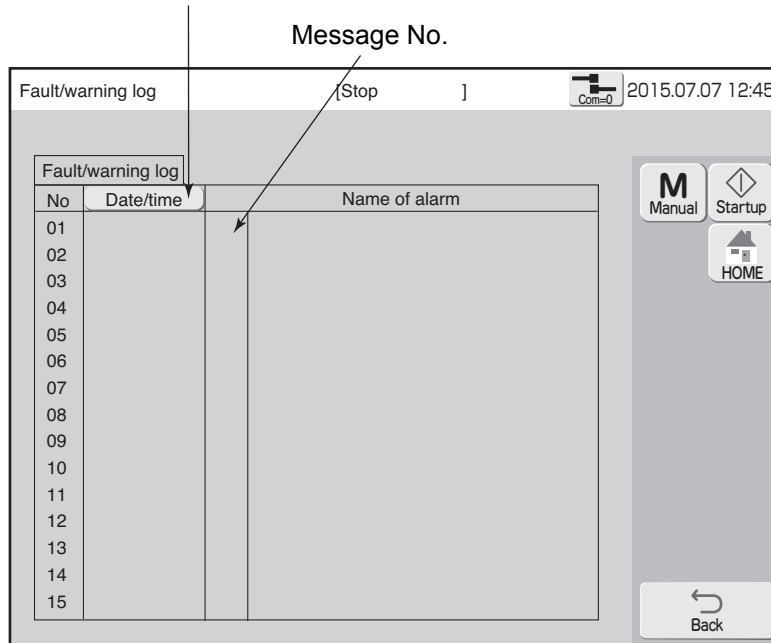 Message No.
Fault/warning log [Stop ] Com=0 2015.07.07 12:45
Fault/warning log
No Date/time Name of alarm
01
02
03
04
05
06
07
08
09
10
11
12
13
14
15
M
Manual
Startup
HOME
Back